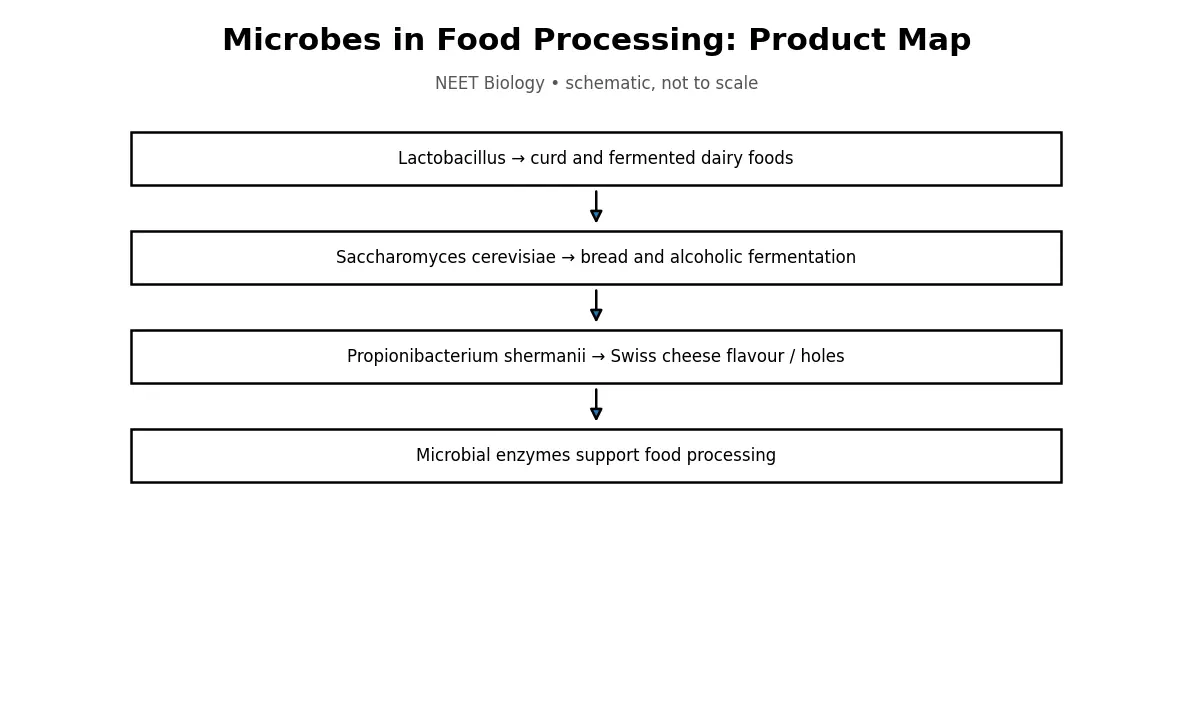 Microbes in Food Processing: Product Map
NEET Biology • schematic, not to scale
Lactobacillus → curd and fermented dairy foods
Saccharomyces cerevisiae → bread and alcoholic fermentation
Propionibacterium shermanii → Swiss cheese flavour / holes
Microbial enzymes support food processing